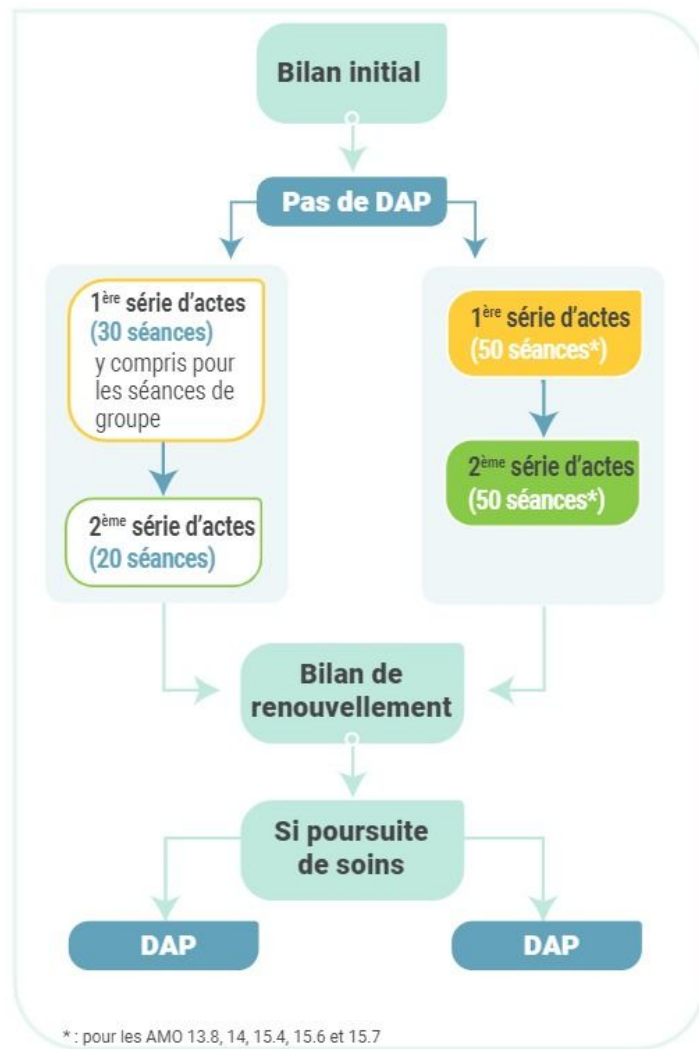 Bilan initial
Pas de DAP
1ère série d'actes
(30 séances)
y compris pour
les séances de
groupe
2ème série d'actes
(20 séances)
1ère série d'actes
(50 séances*)
2ème série d'actes
(50 séances*)
Bilan de
renouvellement
Si poursuite
de soins
DAP
DAP
* : pour les AMO 13.8, 14, 15.4, 15.6 et 15.7